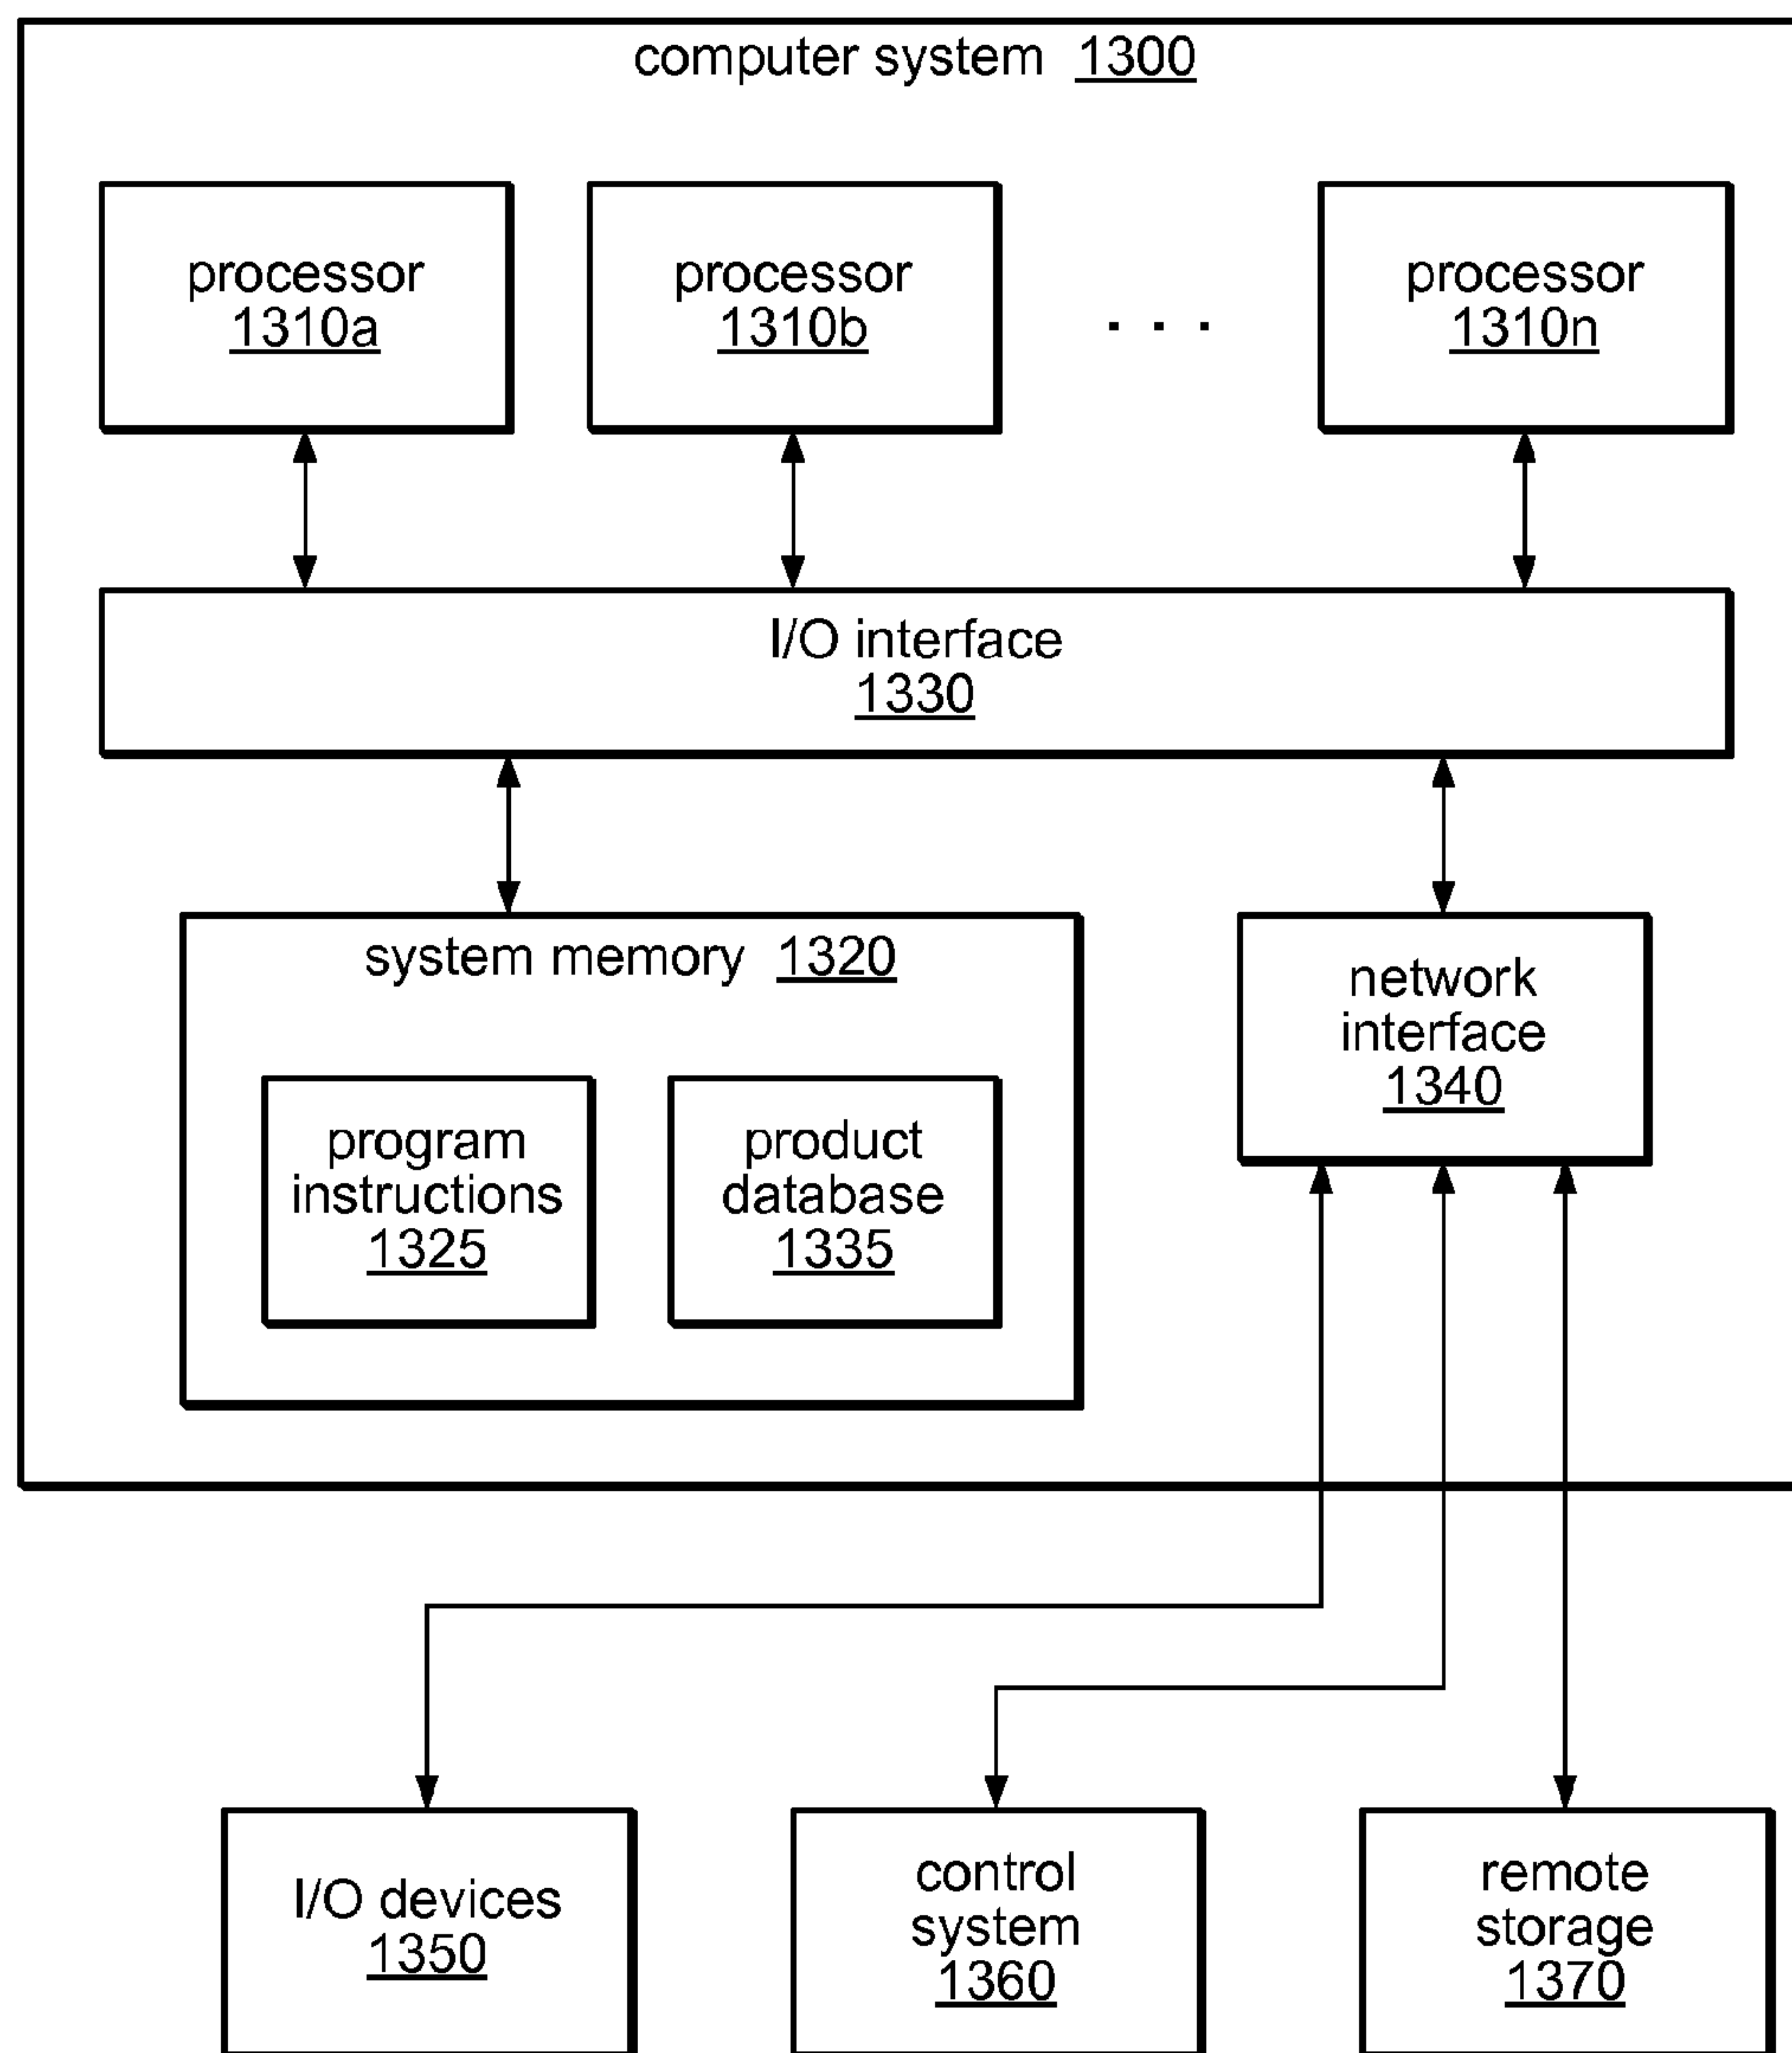 computer system 1300
processor
1310a
processor
1310b
. . .
processor
1310n
I/O interface
1330
system memory 1320
program
instructions
1325
product
database
1335
network
interface
1340
I/O devices
1350
control
system
1360
remote
storage
1370